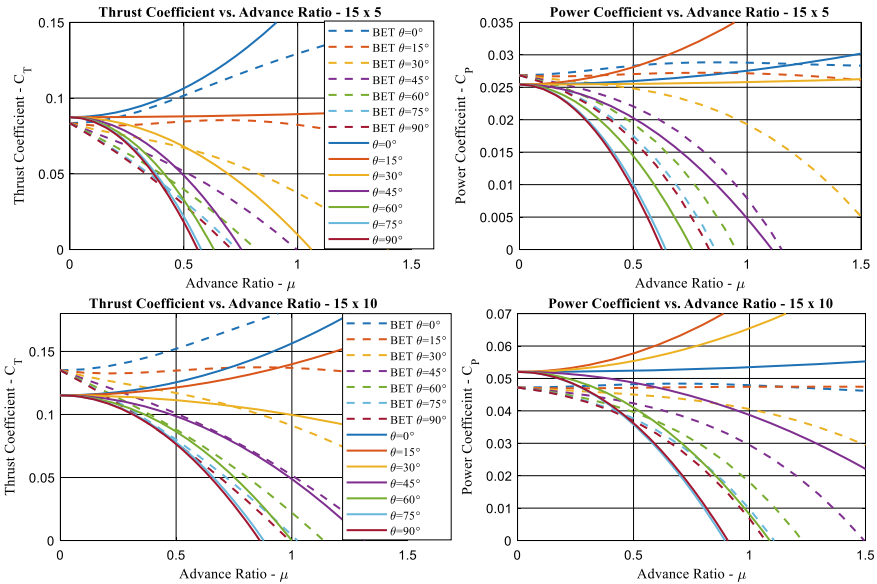 Thrust Coefficient vs. Advance Ratio - 15 x 5
Thrust Coefficient - C_T
0.15
0.1
0.05
0
0
0.5
1
1.5
Advance Ratio - μ
BET θ=0°
BET θ=15°
BET θ=30°
BET θ=45°
BET θ=60°
BET θ=75°
BET θ=90°
θ=0°
θ=15°
θ=30°
θ=45°
θ=60°
θ=75°
θ=90°
Power Coefficient vs. Advance Ratio - 15 x 5
Power Coefficeint - C_P
0.035
0.03
0.025
0.02
0.015
0.01
0.005
0
0
0.5
1
1.5
Advance Ratio - μ
Thrust Coefficient vs. Advance Ratio - 15 x 10
Thrust Coefficient - C_T
0.15
0.1
0.05
0
0
0.5
1
1.5
Advance Ratio - μ
BET θ=0°
BET θ=15°
BET θ=30°
BET θ=45°
BET θ=60°
BET θ=75°
BET θ=90°
θ=0°
θ=15°
θ=30°
θ=45°
θ=60°
θ=75°
θ=90°
Power Coefficient vs. Advance Ratio - 15 x 10
Power Coefficient - C_P
0.07
0.06
0.05
0.04
0.03
0.02
0.01
0
0
0.5
1
1.5
Advance Ratio - μ